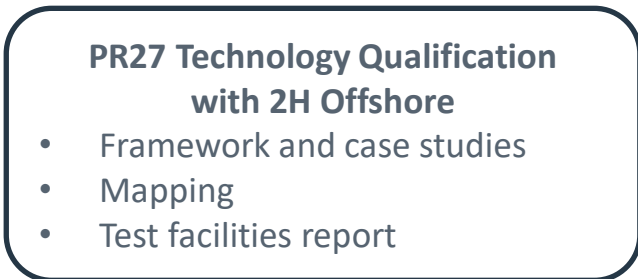 PR27 Technology Qualification
with 2H Offshore
• Framework and case studies
• Mapping
• Test facilities report